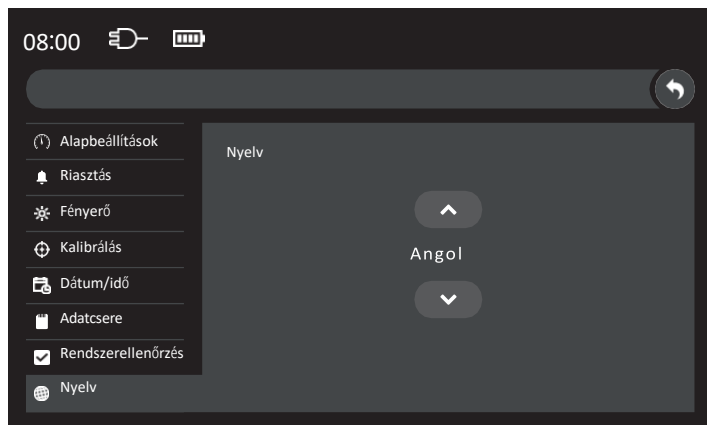 08:00
Alapbeállítások
Riasztás
Fényerő
Kalibrálás
Dátum/idő
Adatcsere
Rendszerellenőrzés
Nyelv
Nyelv
Angol